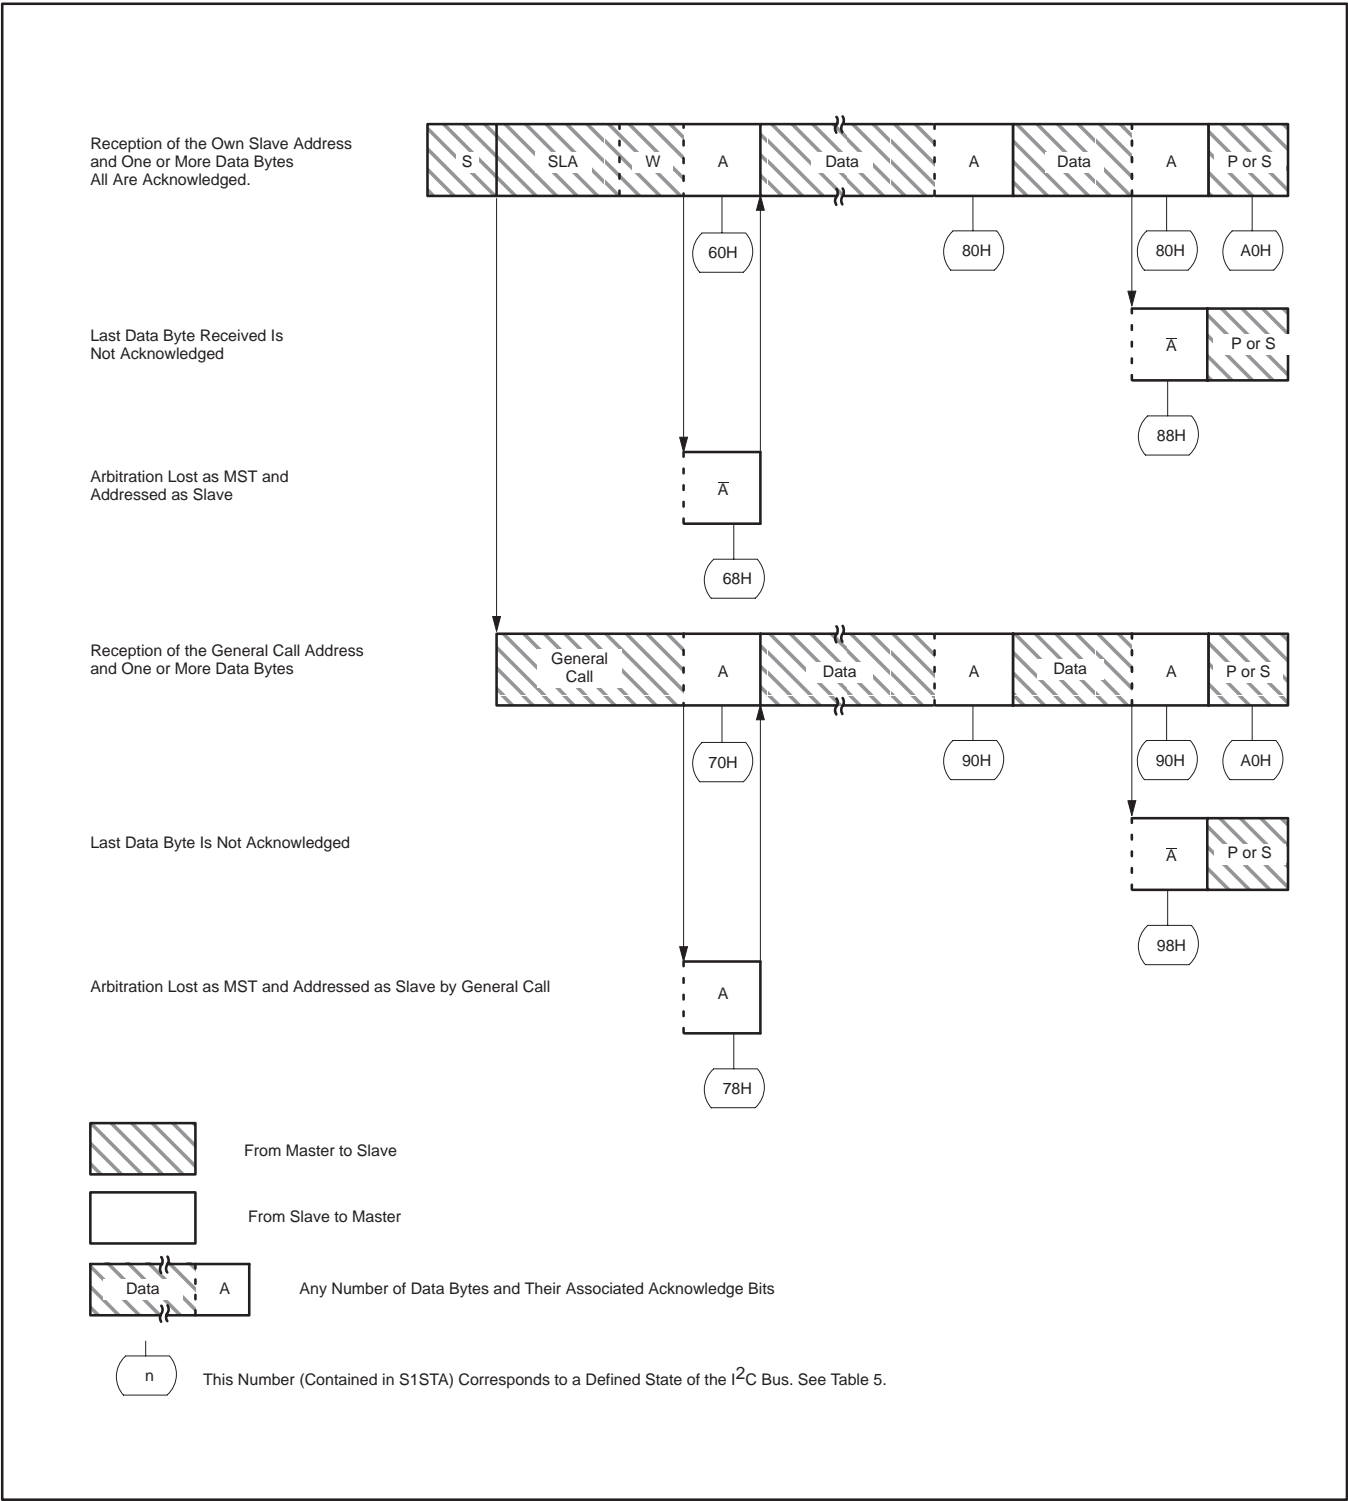 Reception of the Own Slave Address
and One or More Data Bytes
All Are Acknowledged.
S SLA W A Data A Data A P or S
60H 80H 80H A0H
Last Data Byte Received Is
Not Acknowledged
A̅ P or S
88H
Arbitration Lost as MST and
Addressed as Slave
A̅
68H
Reception of the General Call Address
and One or More Data Bytes
General
Call
A Data A Data A P or S
70H 90H 90H A0H
Last Data Byte Is Not Acknowledged
A̅ P or S
98H
Arbitration Lost as MST and Addressed as Slave by General Call
A
78H
From Master to Slave
From Slave to Master
Data A Any Number of Data Bytes and Their Associated Acknowledge Bits
n This Number (Contained in S1STA) Corresponds to a Defined State of the I²C Bus. See Table 5.